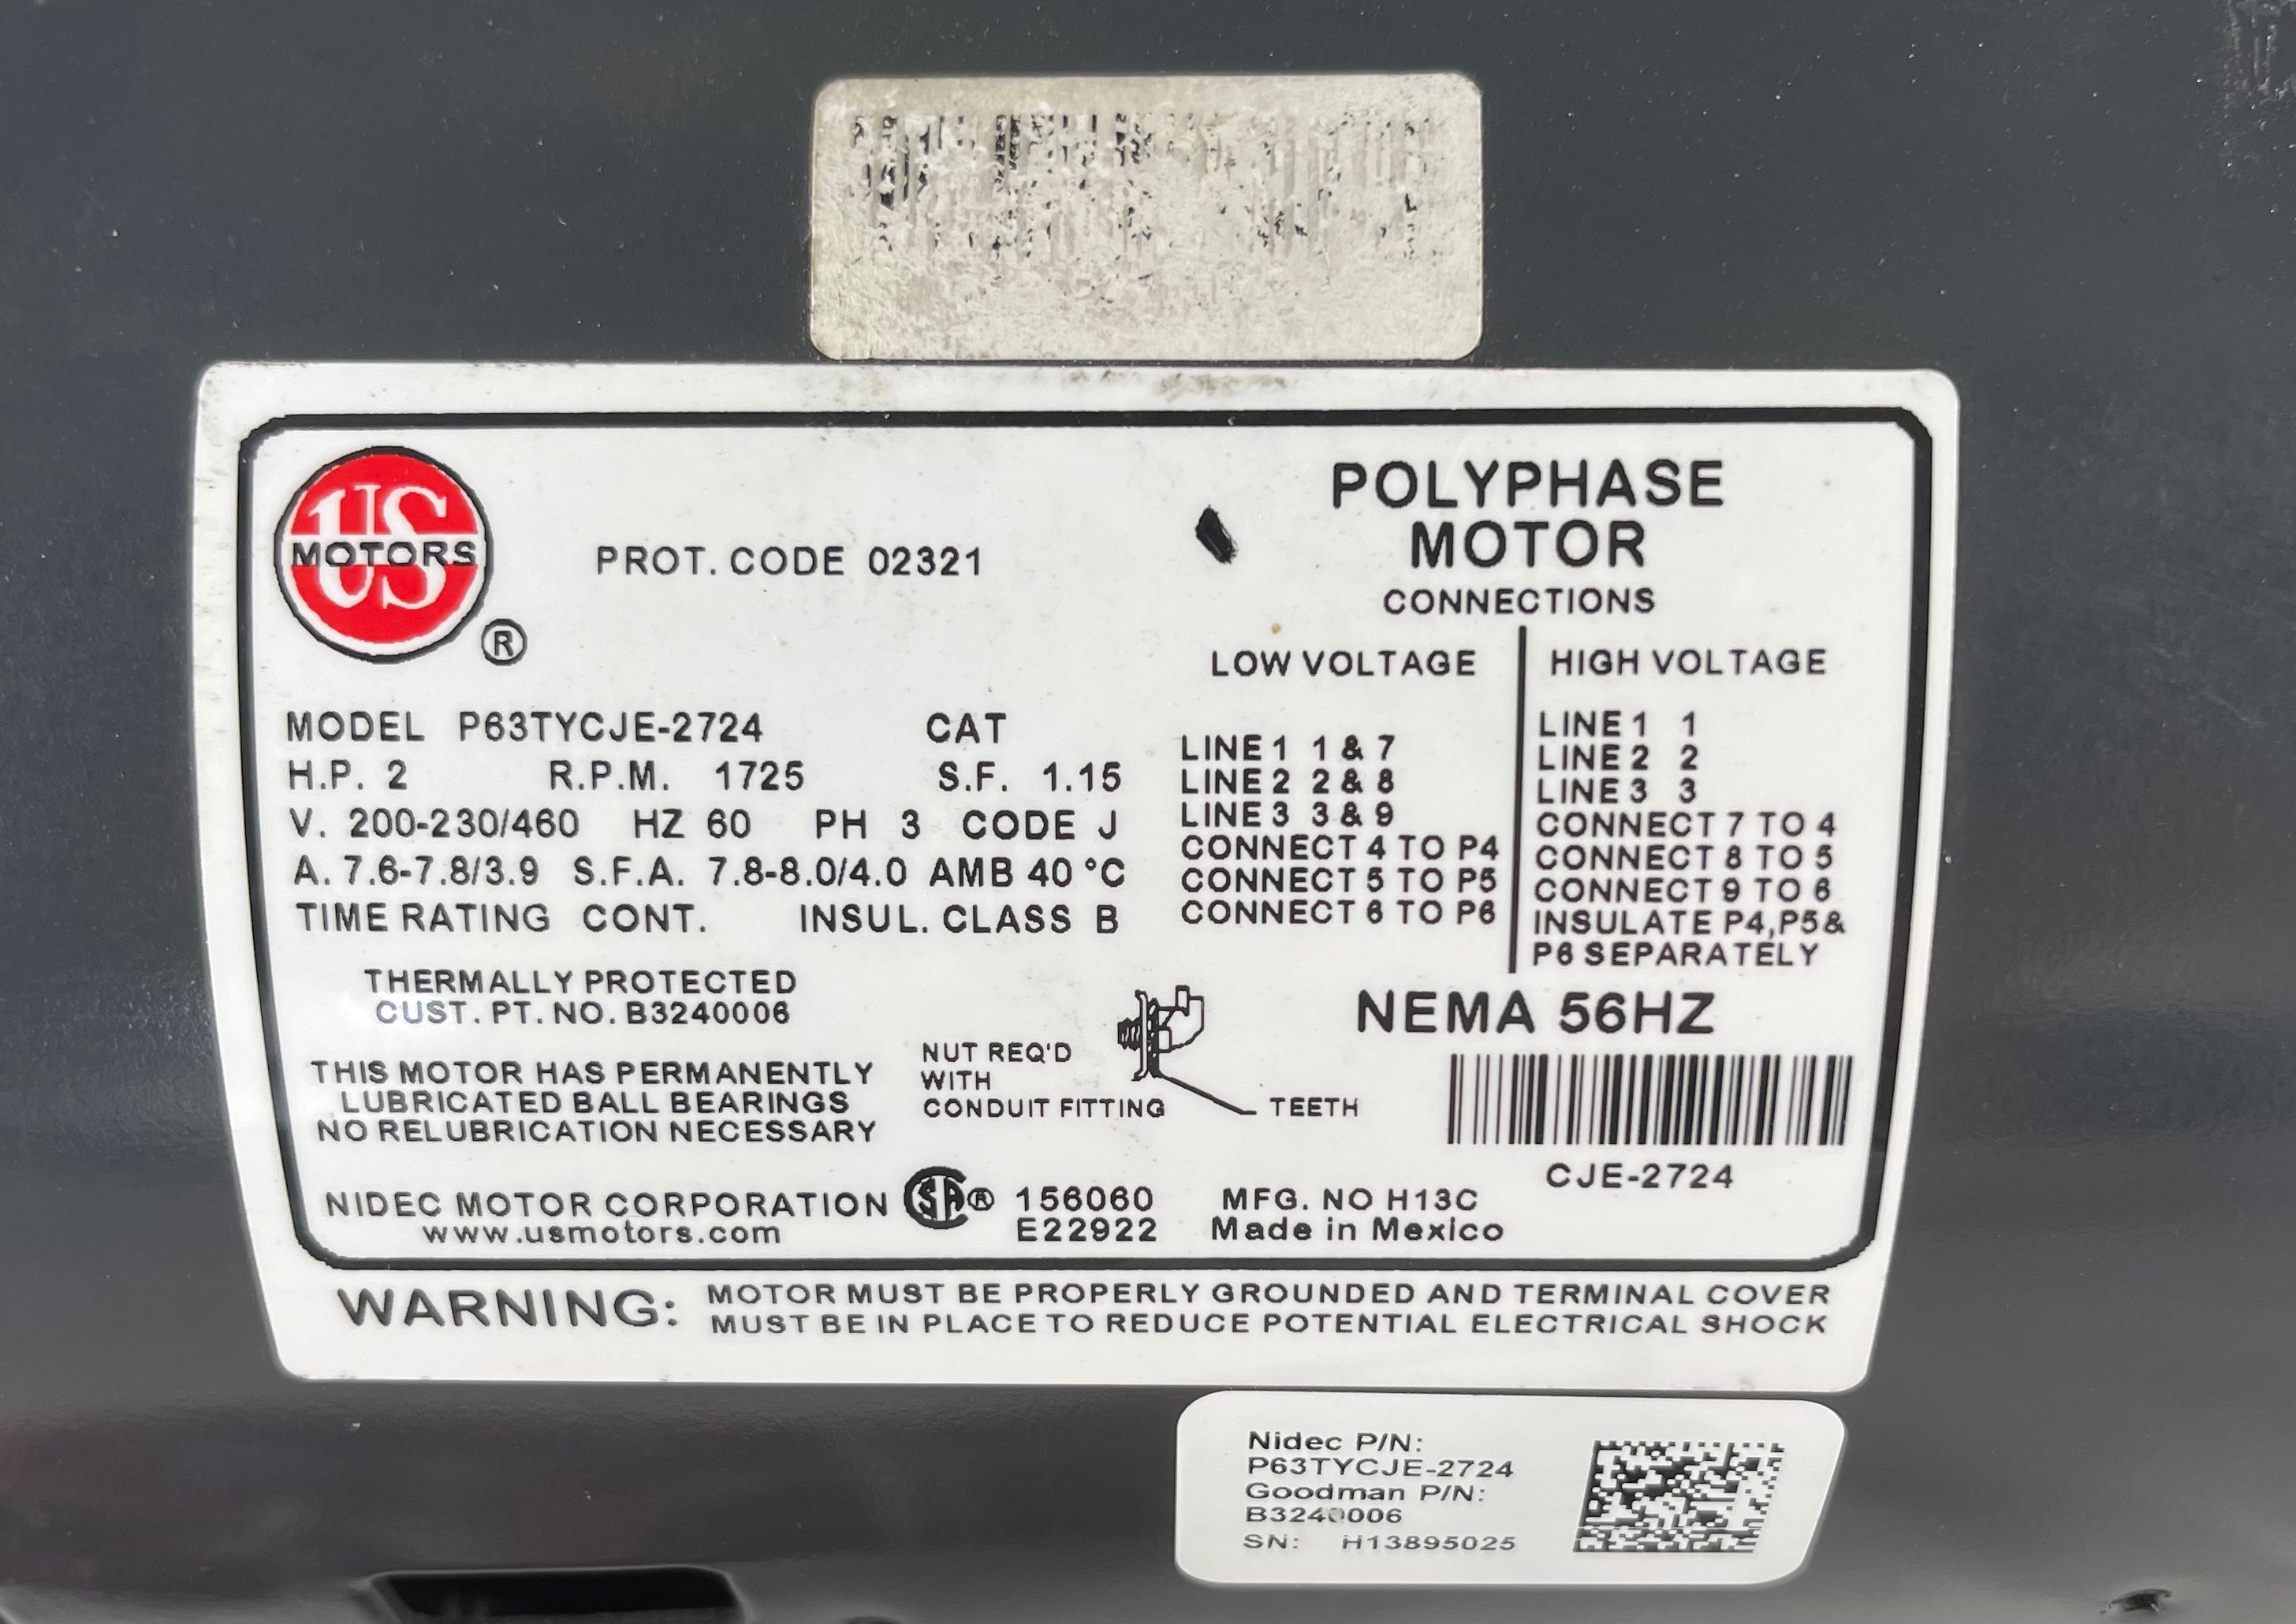 US
MOTORS
®
PROT. CODE 02321
MODEL P63TYCJE-2724 CAT
H.P. 2 R.P.M. 1725 S.F. 1.15
V. 200-230/460 HZ 60 PH 3 CODE J
A. 7.6-7.8/3.9 S.F.A. 7.8-8.0/4.0 AMB 40 °C
TIME RATING CONT. INSUL. CLASS B
THERMALLY PROTECTED
CUST. PT. NO. B3240006
THIS MOTOR HAS PERMANENTLY
LUBRICATED BALL BEARINGS
NO RELUBRICATION NECESSARY
NUT REQ'D
WITH
CONDUIT FITTING
TEETH
POLYPHASE
MOTOR
CONNECTIONS
LOW VOLTAGE
LINE 1 1 & 7
LINE 2 2 & 8
LINE 3 3 & 9
CONNECT 4 TO P4
CONNECT 5 TO P5
CONNECT 6 TO P6
HIGH VOLTAGE
LINE 1 1
LINE 2 2
LINE 3 3
CONNECT 7 TO 4
CONNECT 8 TO 5
CONNECT 9 TO 6
INSULATE P4,P5&
P6 SEPARATELY
NEMA 56HZ
CJE-2724
NIDEC MOTOR CORPORATION
www.usmotors.com
SA ® 156060
E22922
MFG. NO H13C
Made in Mexico
WARNING: MOTOR MUST BE PROPERLY GROUNDED AND TERMINAL COVER
MUST BE IN PLACE TO REDUCE POTENTIAL ELECTRICAL SHOCK
Nidec P/N:
P63TYCJE-2724
Goodman P/N:
B3240006
SN: H13895025